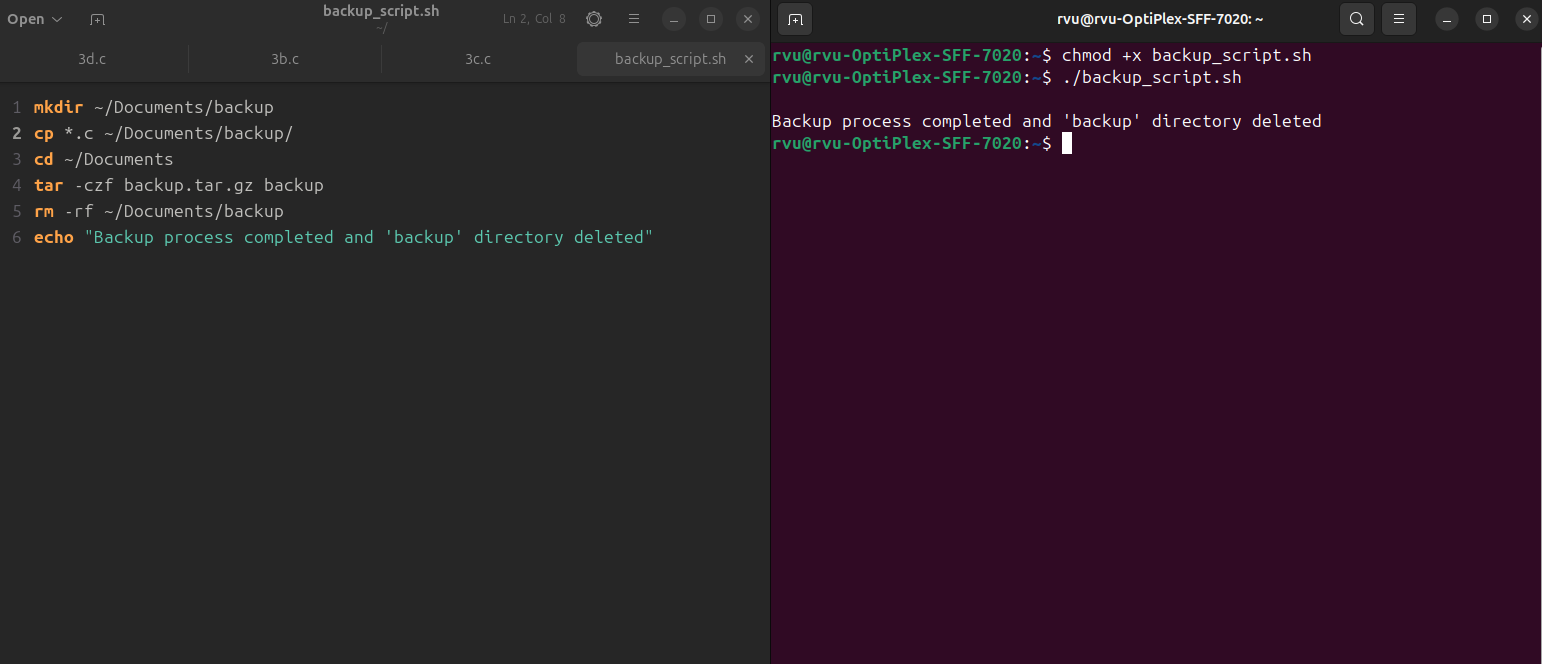 Open
backup_script.sh
~/
Ln 2, Col 8
3d.c
3b.c
3c.c
backup_script.sh
1 mkdir ~/Documents/backup
2 cp *.c ~/Documents/backup/
3 cd ~/Documents
4 tar -czf backup.tar.gz backup
5 rm -rf ~/Documents/backup
6 echo "Backup process completed and 'backup' directory deleted"
rvu@rvu-OptiPlex-SFF-7020: ~
rvu@rvu-OptiPlex-SFF-7020:~$ chmod +x backup_script.sh
rvu@rvu-OptiPlex-SFF-7020:~$ ./backup_script.sh
Backup process completed and 'backup' directory deleted
rvu@rvu-OptiPlex-SFF-7020:~$